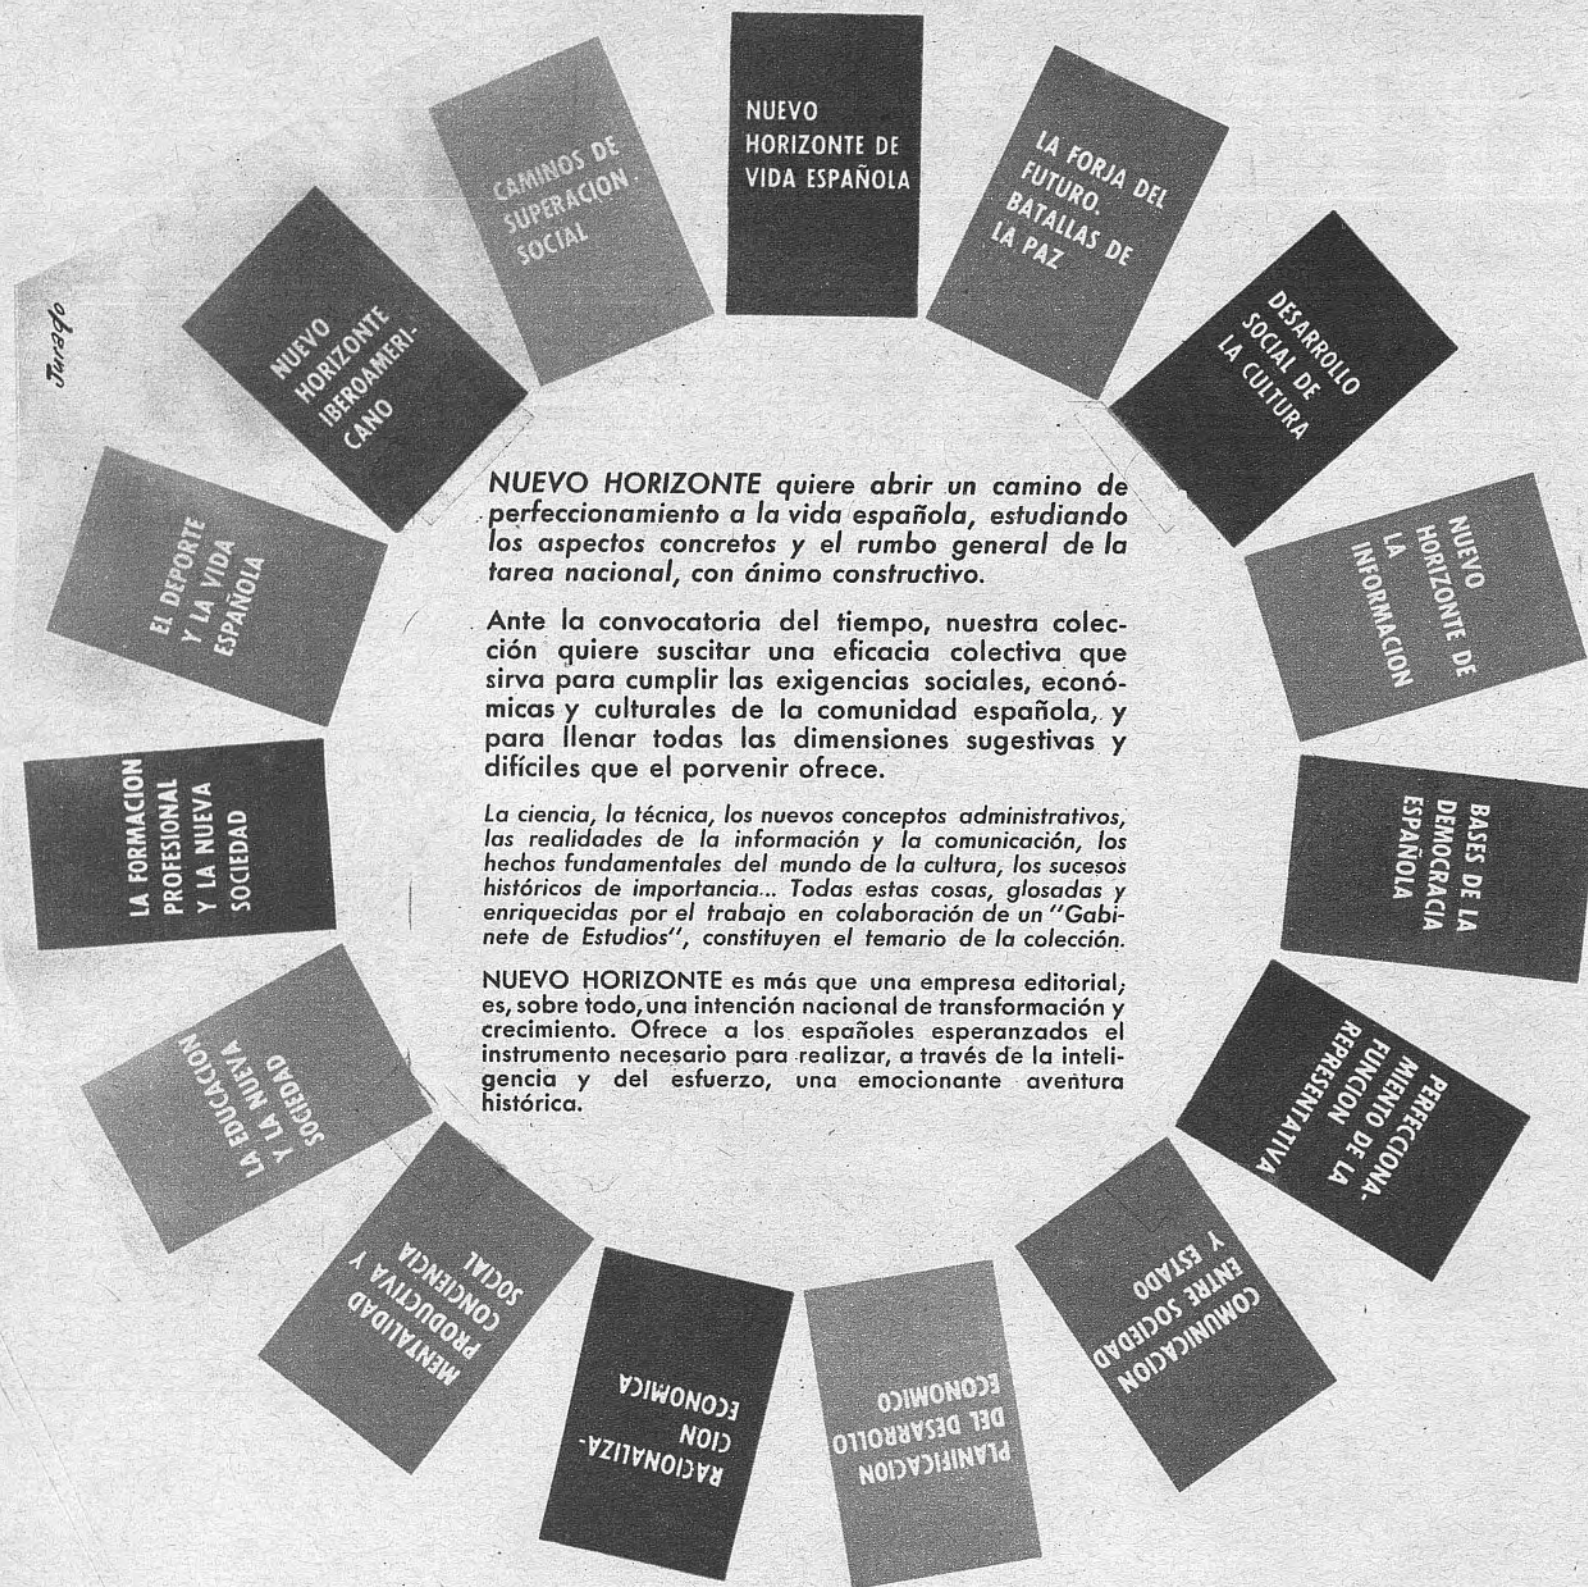 NUEVO
HORIZONTE DE
VIDA ESPAÑOLA
LA FORJA DEL
FUTURO.
BATALLAS DE
LA PAZ
DESARROLLO
SOCIAL DE
LA CULTURA
NUEVO
HORIZONTE DE
LA
INFORMACION
BASES DE LA
DEMOCRACIA
ESPAÑOLA
PERFECCIONA-
MIENTO DE LA
FUNCION
REPRESENTATIVA
COMUNICACION
ENTRE SOCIEDAD
Y ESTADO
PLANIFICACION
DEL DESARROLLO
ECONOMICO
RACIONALIZA-
CION
ECONOMICA
MENTALIDAD
PRODUCTIVA Y
CONCIENCIA
SOCIAL
LA EDUCACION
Y LA NUEVA
SOCIEDAD
LA FORMACION
PROFESIONAL
Y LA NUEVA
SOCIEDAD
EL DEPORTE
Y LA VIDA
ESPAÑOLA
NUEVO
HORIZONTE
IBEROAMERI-
CANO
CAMINOS DE
SUPERACION
SOCIAL
Jurado
NUEVO HORIZONTE quiere abrir un camino de
perfeccionamiento a la vida española, estudiando
los aspectos concretos y el rumbo general de la
tarea nacional, con ánimo constructivo.
Ante la convocatoria del tiempo, nuestra colec-
ción quiere suscitar una eficacia colectiva que
sirva para cumplir las exigencias sociales, econó-
micas y culturales de la comunidad española, y
para llenar todas las dimensiones sugestivas y
difíciles que el porvenir ofrece.
La ciencia, la técnica, los nuevos conceptos administrativos,
las realidades de la información y la comunicación, los
hechos fundamentales del mundo de la cultura, los sucesos
históricos de importancia... Todas estas cosas, glosadas y
enriquecidas por el trabajo en colaboración de un "Gabi-
nete de Estudios", constituyen el temario de la colección.
NUEVO HORIZONTE es más que una empresa editorial;
es, sobre todo, una intención nacional de transformación y
crecimiento. Ofrece a los españoles esperanzados el
instrumento necesario para realizar, a través de la inteli-
gencia y del esfuerzo, una emocionante aventura
histórica.